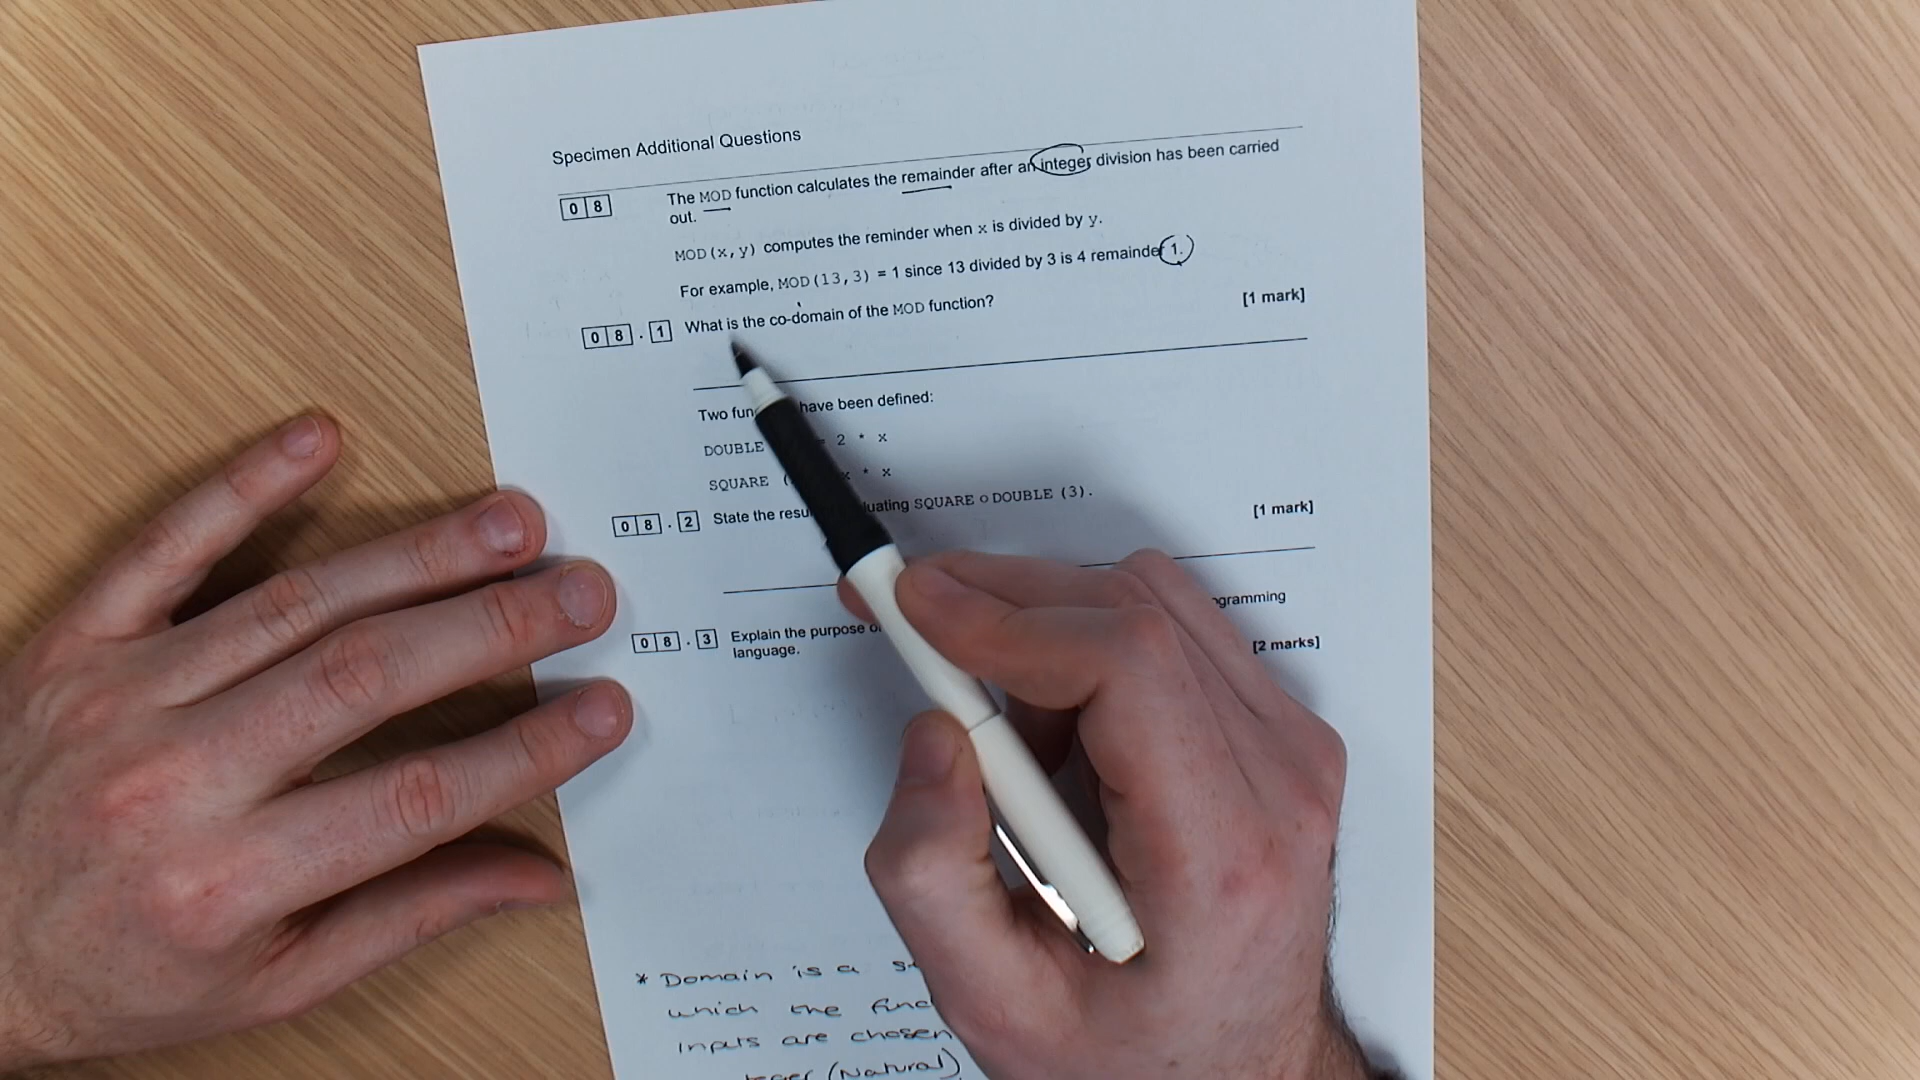 Specimen Additional Questions
0 8 The MOD function calculates the remainder after an integer division has been carried
out.
MOD(x,y) computes the reminder when x is divided by y.
For example, MOD(13,3) = 1 since 13 divided by 3 is 4 remainder 1.
0 8 . 1 What is the co-domain of the MOD function?
[1 mark]
Two have been defined:
DOUBLE 2 * x
SQUARE ( x * x
0 8 . 2 State the SQUARE o DOUBLE (3).
[1 mark]
0 8 . 3 Explain the purpose
language.
[2 marks]
* Domain is a
which the
inputs are chosen
(Natural)